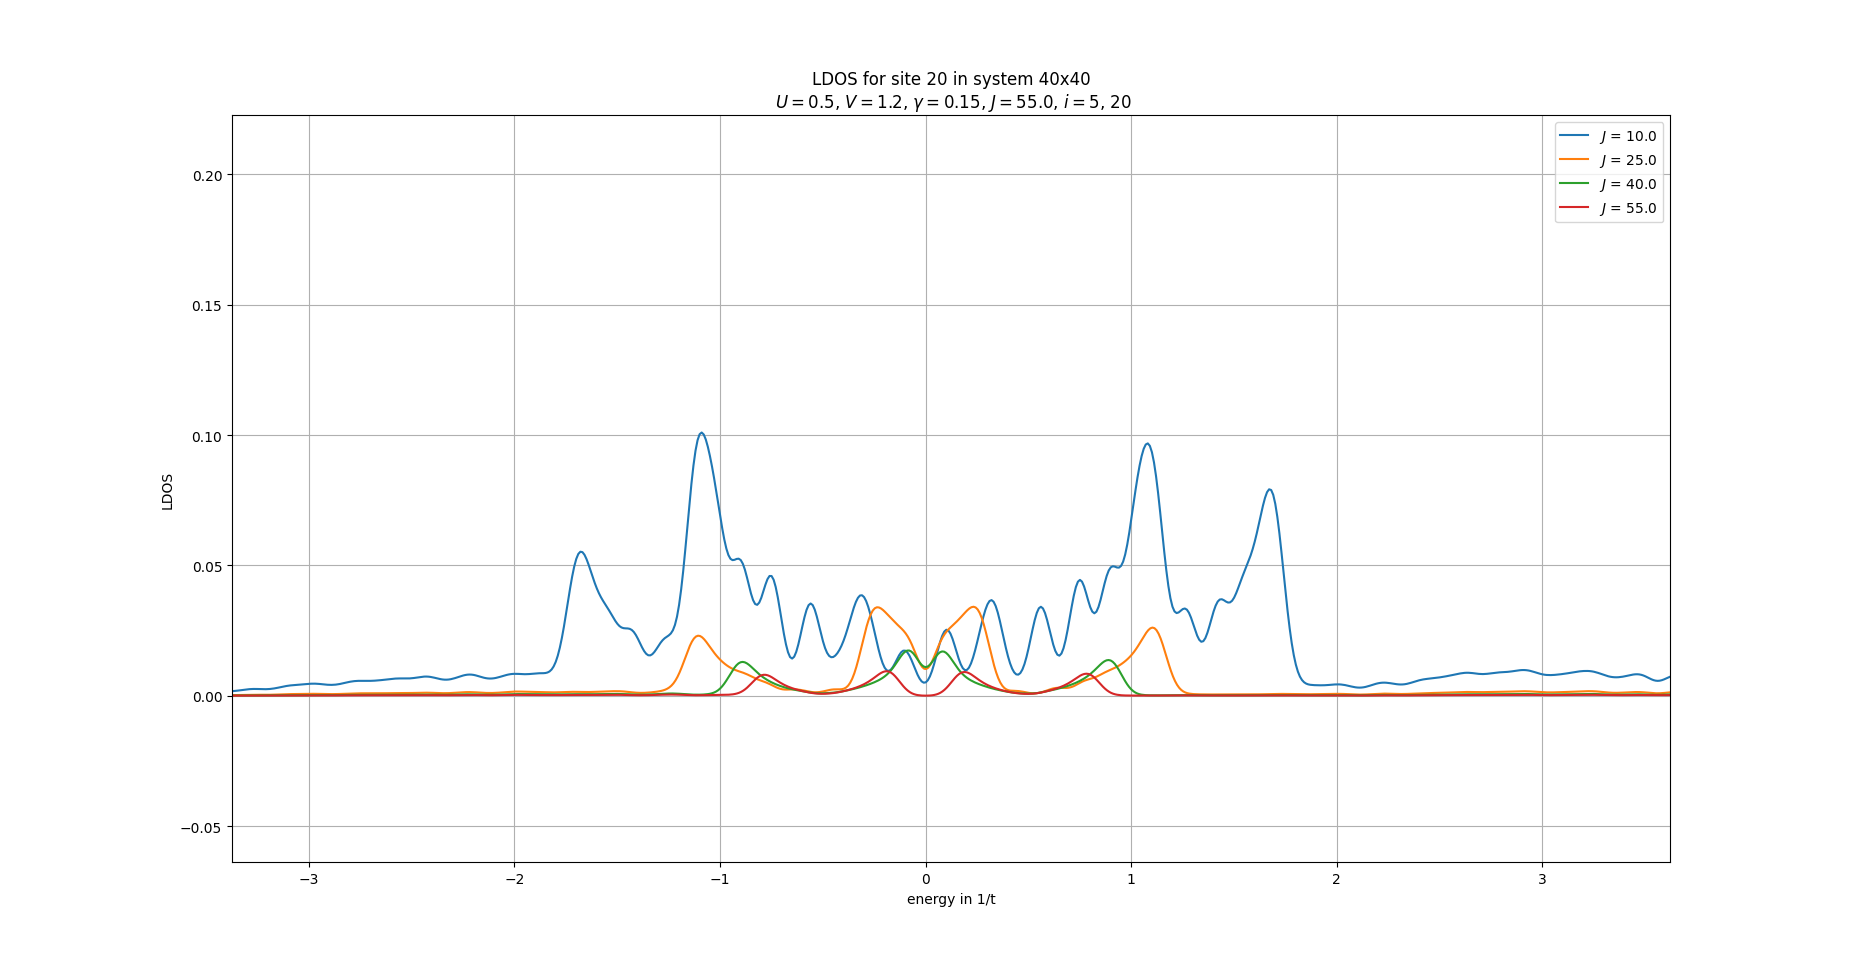 LDOS for site 20 in system 40x40
U = 0.5, V = 1.2, γ = 0.15, J = 55.0, i = 5, 20
J = 10.0
J = 25.0
J = 40.0
J = 55.0
0.20
0.15
0.10
0.05
0.00
−0.05
LDOS
−3 −2 −1 0 1 2 3
energy in 1/t